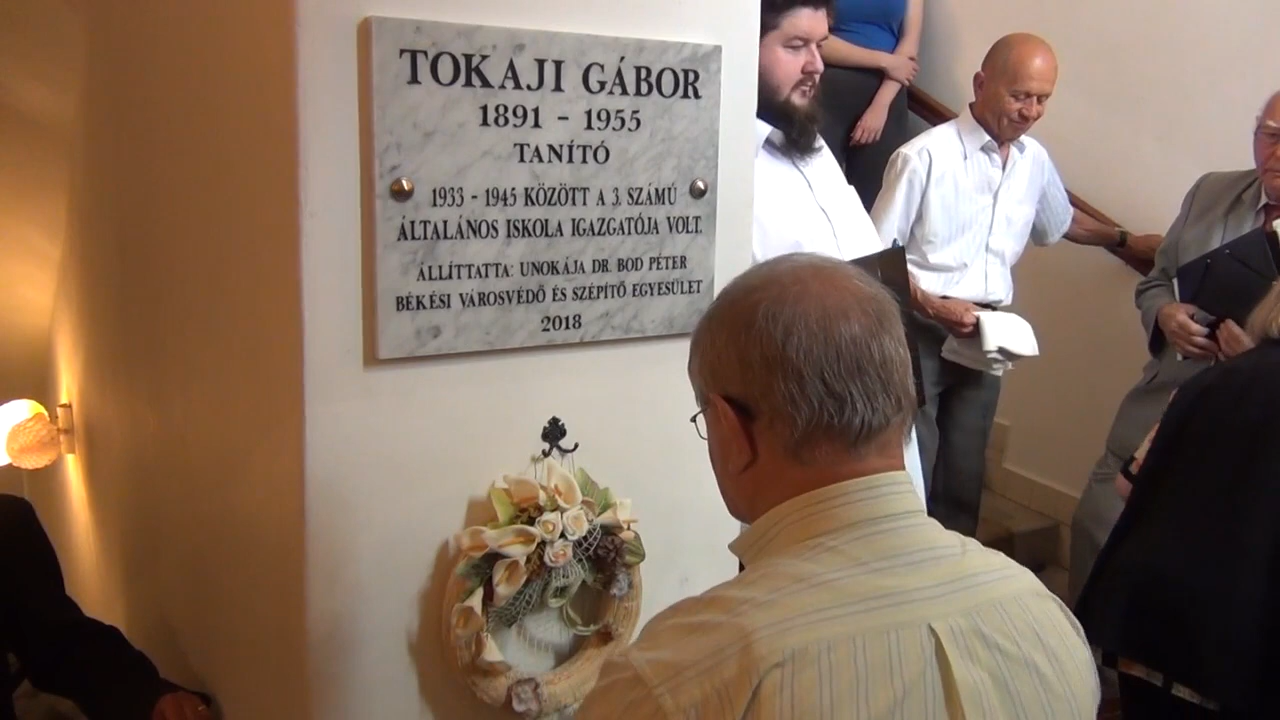 TOKAJI GÁBOR
1891 - 1955
TANÍTÓ
1933 - 1945 KÖZÖTT A 3. SZÁMÚ
ÁLTALÁNOS ISKOLA IGAZGATÓJA VOLT.
ÁLLÍTTATTA: UNOKÁJA DR. BOD PÉTER
BÉKÉSI VÁROSVÉDŐ ÉS SZÉPÍTŐ EGYESÜLET
2018